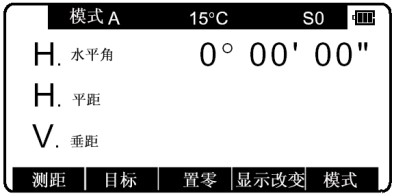 模式 A 15°C S0
H. 水平角 0° 00' 00"
H. 平距
V. 垂距
测距 目标 置零 显示改变 模式